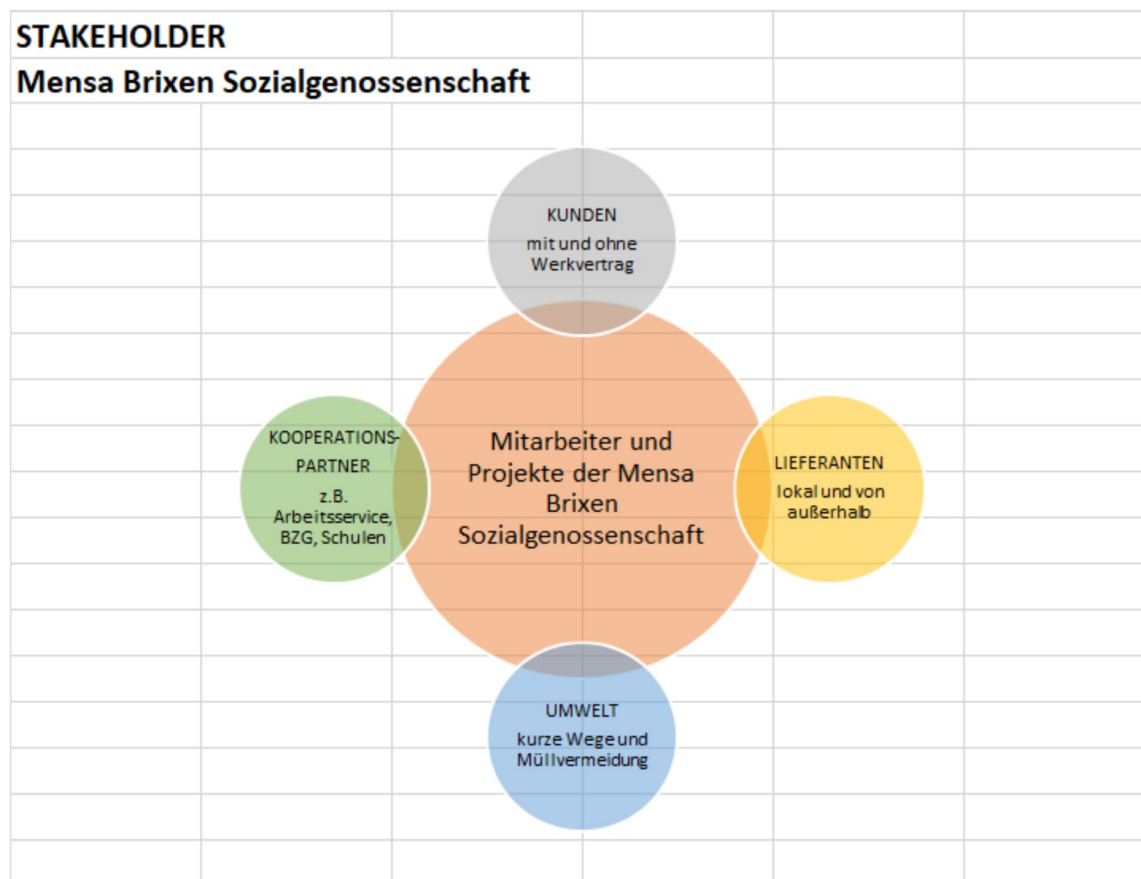 STAKEHOLDER
Mensa Brixen Sozialgenossenschaft
KUNDEN
mit und ohne
Werkvertrag
KOOPERATIONS-
PARTNER
z.B.
Arbeitsservice,
BZG, Schulen
Mitarbeiter und
Projekte der Mensa
Brixen
Sozialgenossenschaft
LIEFERANTEN
lokal und von
außerhalb
UMWELT
kurze Wege und
Müllvermeidung